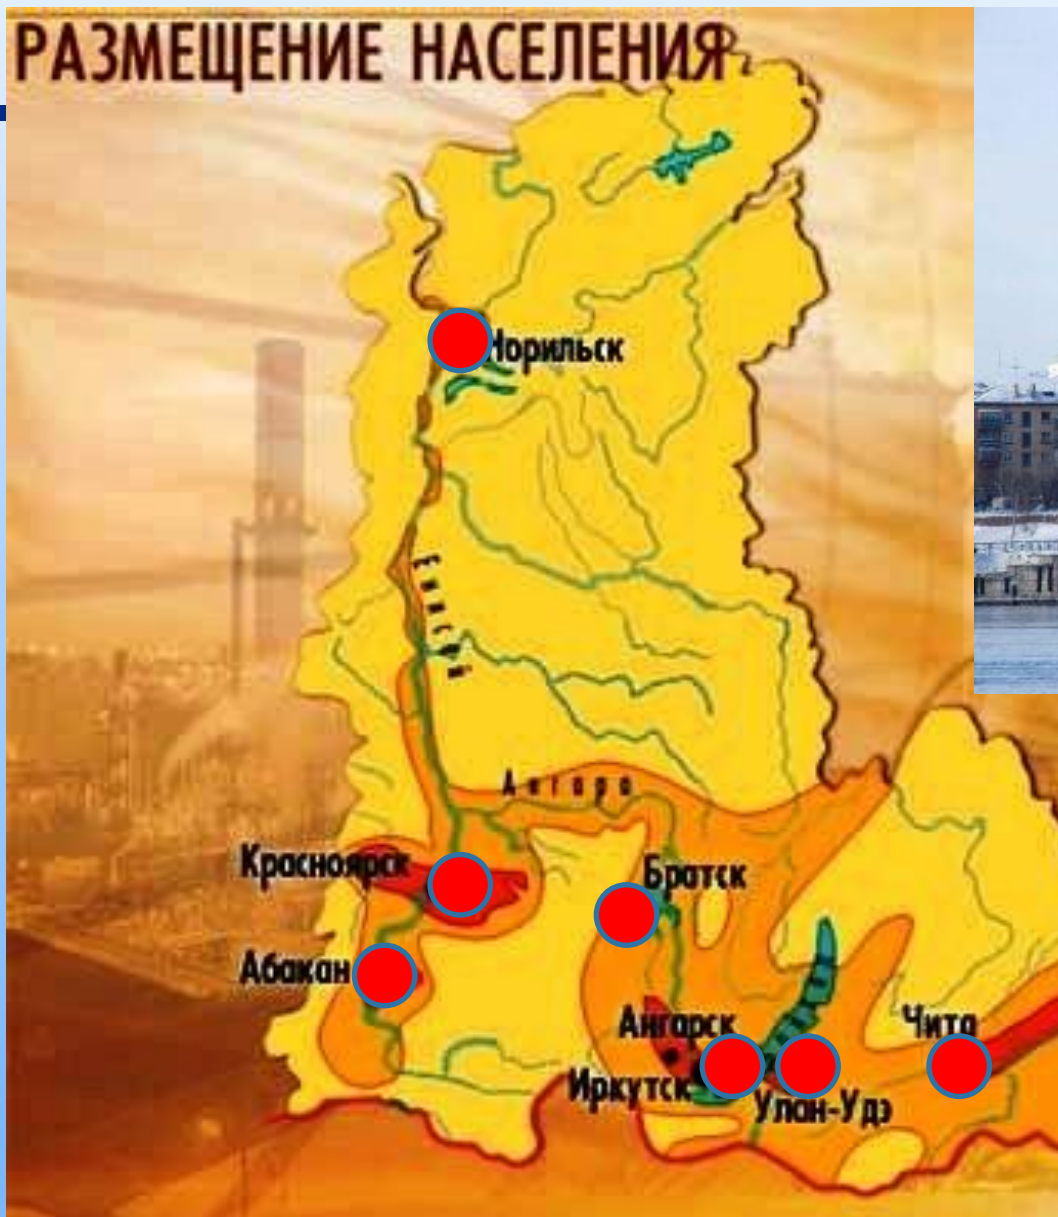 РАЗМЕЩЕНИЕ НАСЕЛЕНИЯ
Норильск
Енисей
Ангара
Красноярск
Братск
Абакан
Ангарск
Чита
Иркутск
Улан-Удэ